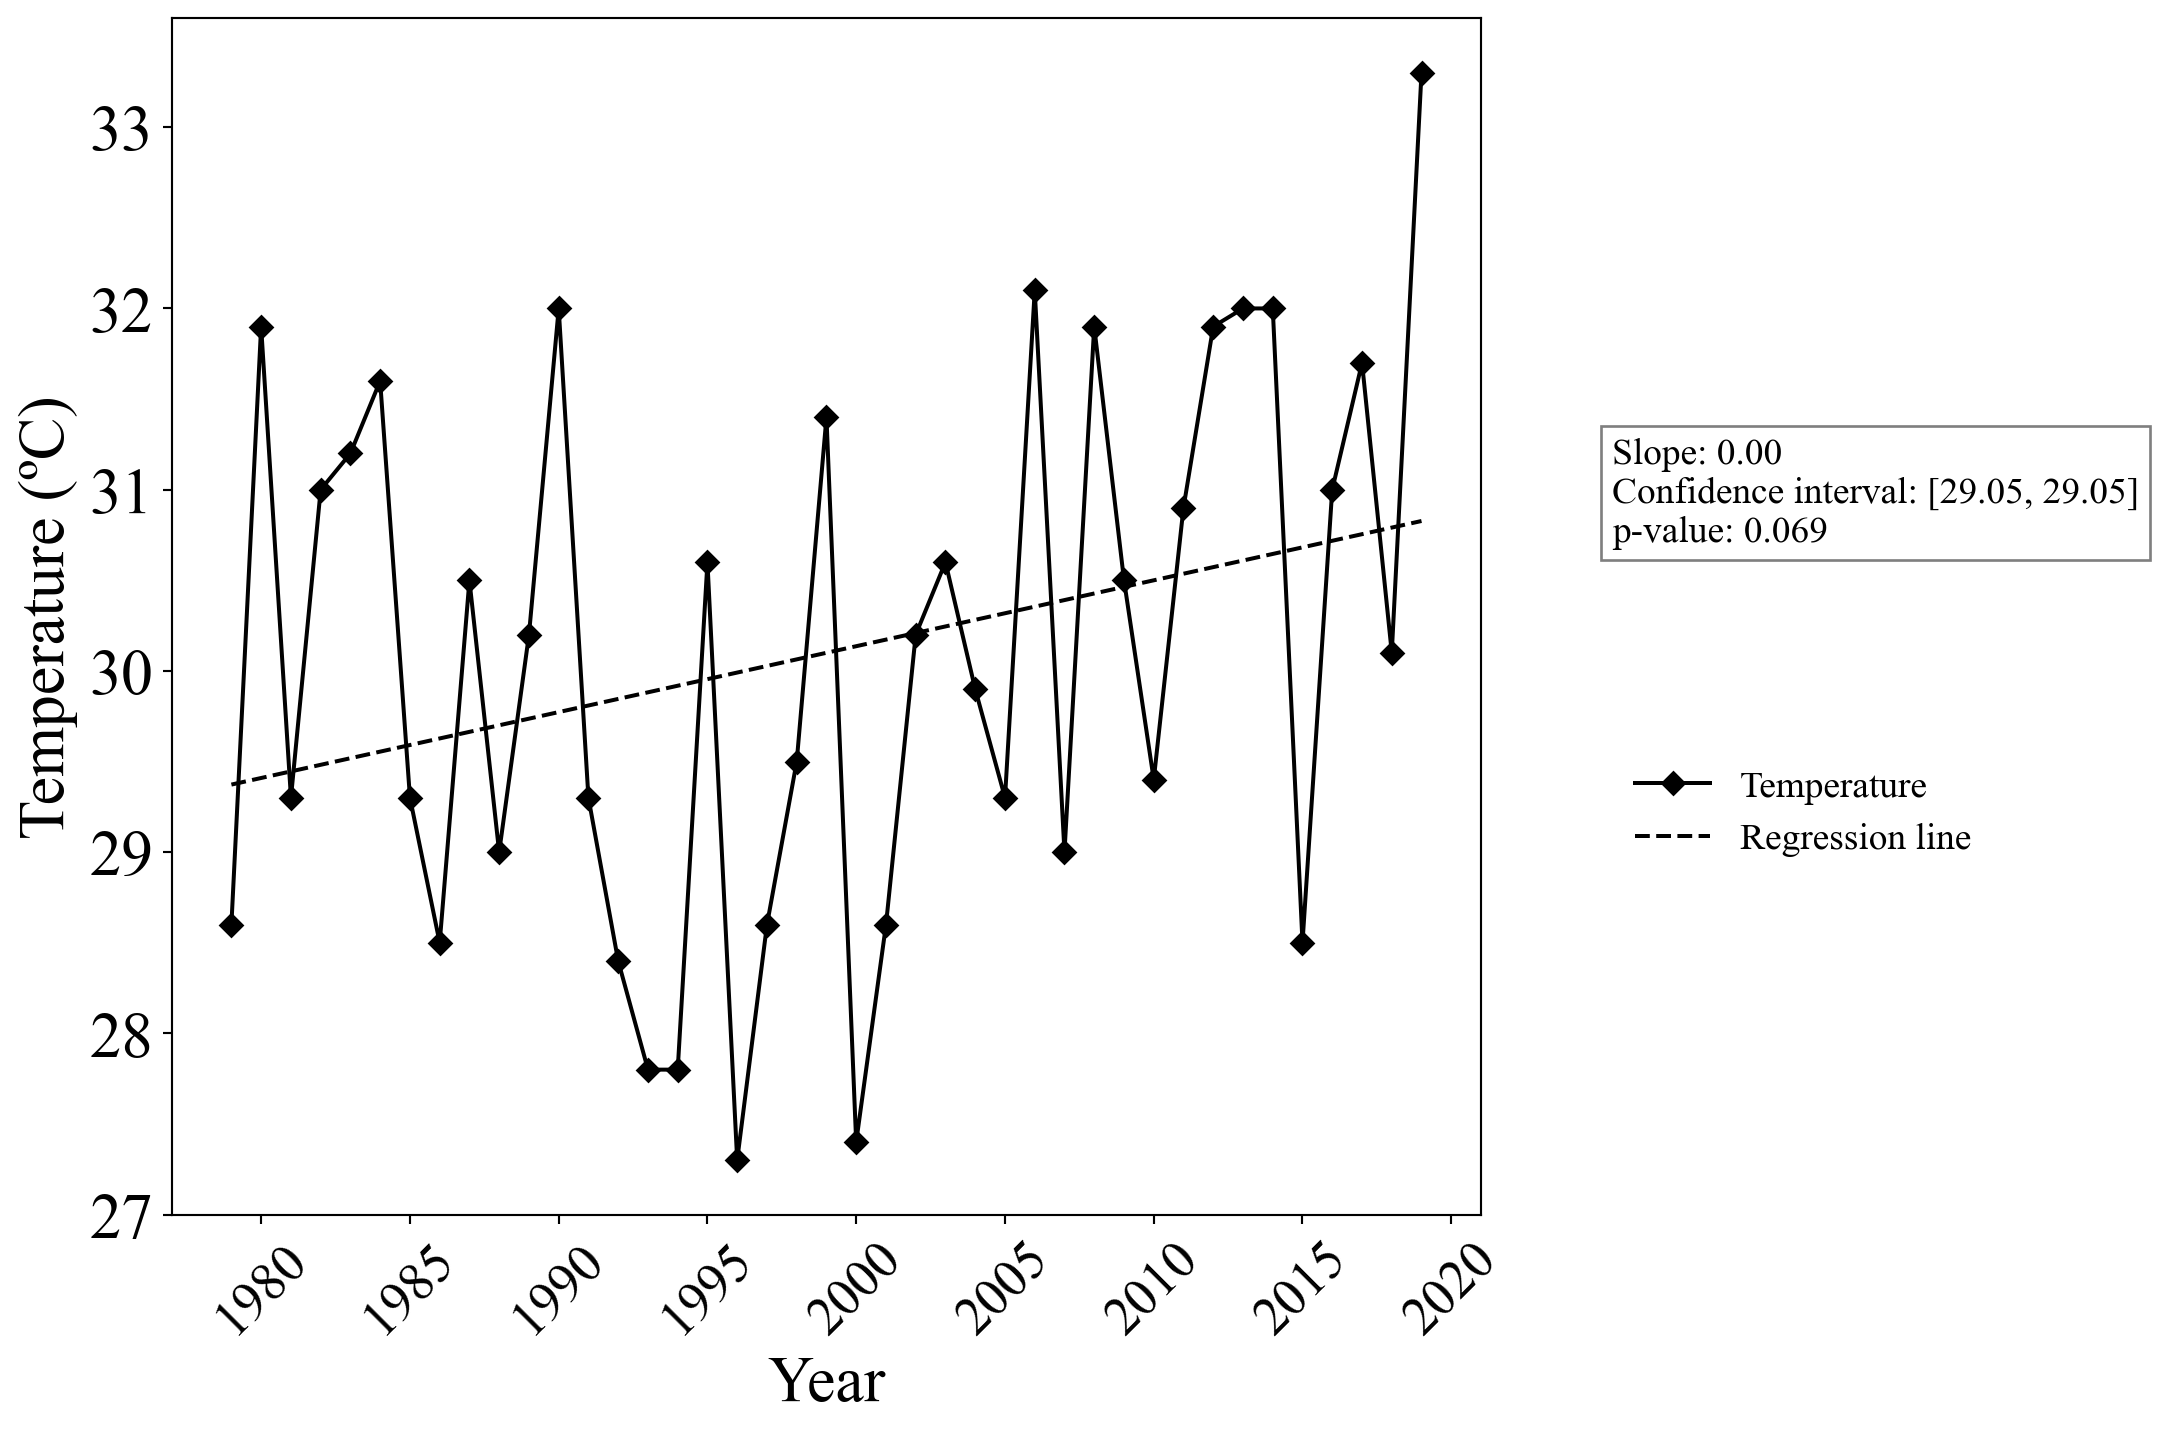 33
32
31
30
29
28
27
Temperature (ºC)
1980
1985
1990
1995
2000
2005
2010
2015
2020
Year
Slope: 0.00
Confidence interval: [29.05, 29.05]
p-value: 0.069
Temperature
Regression line